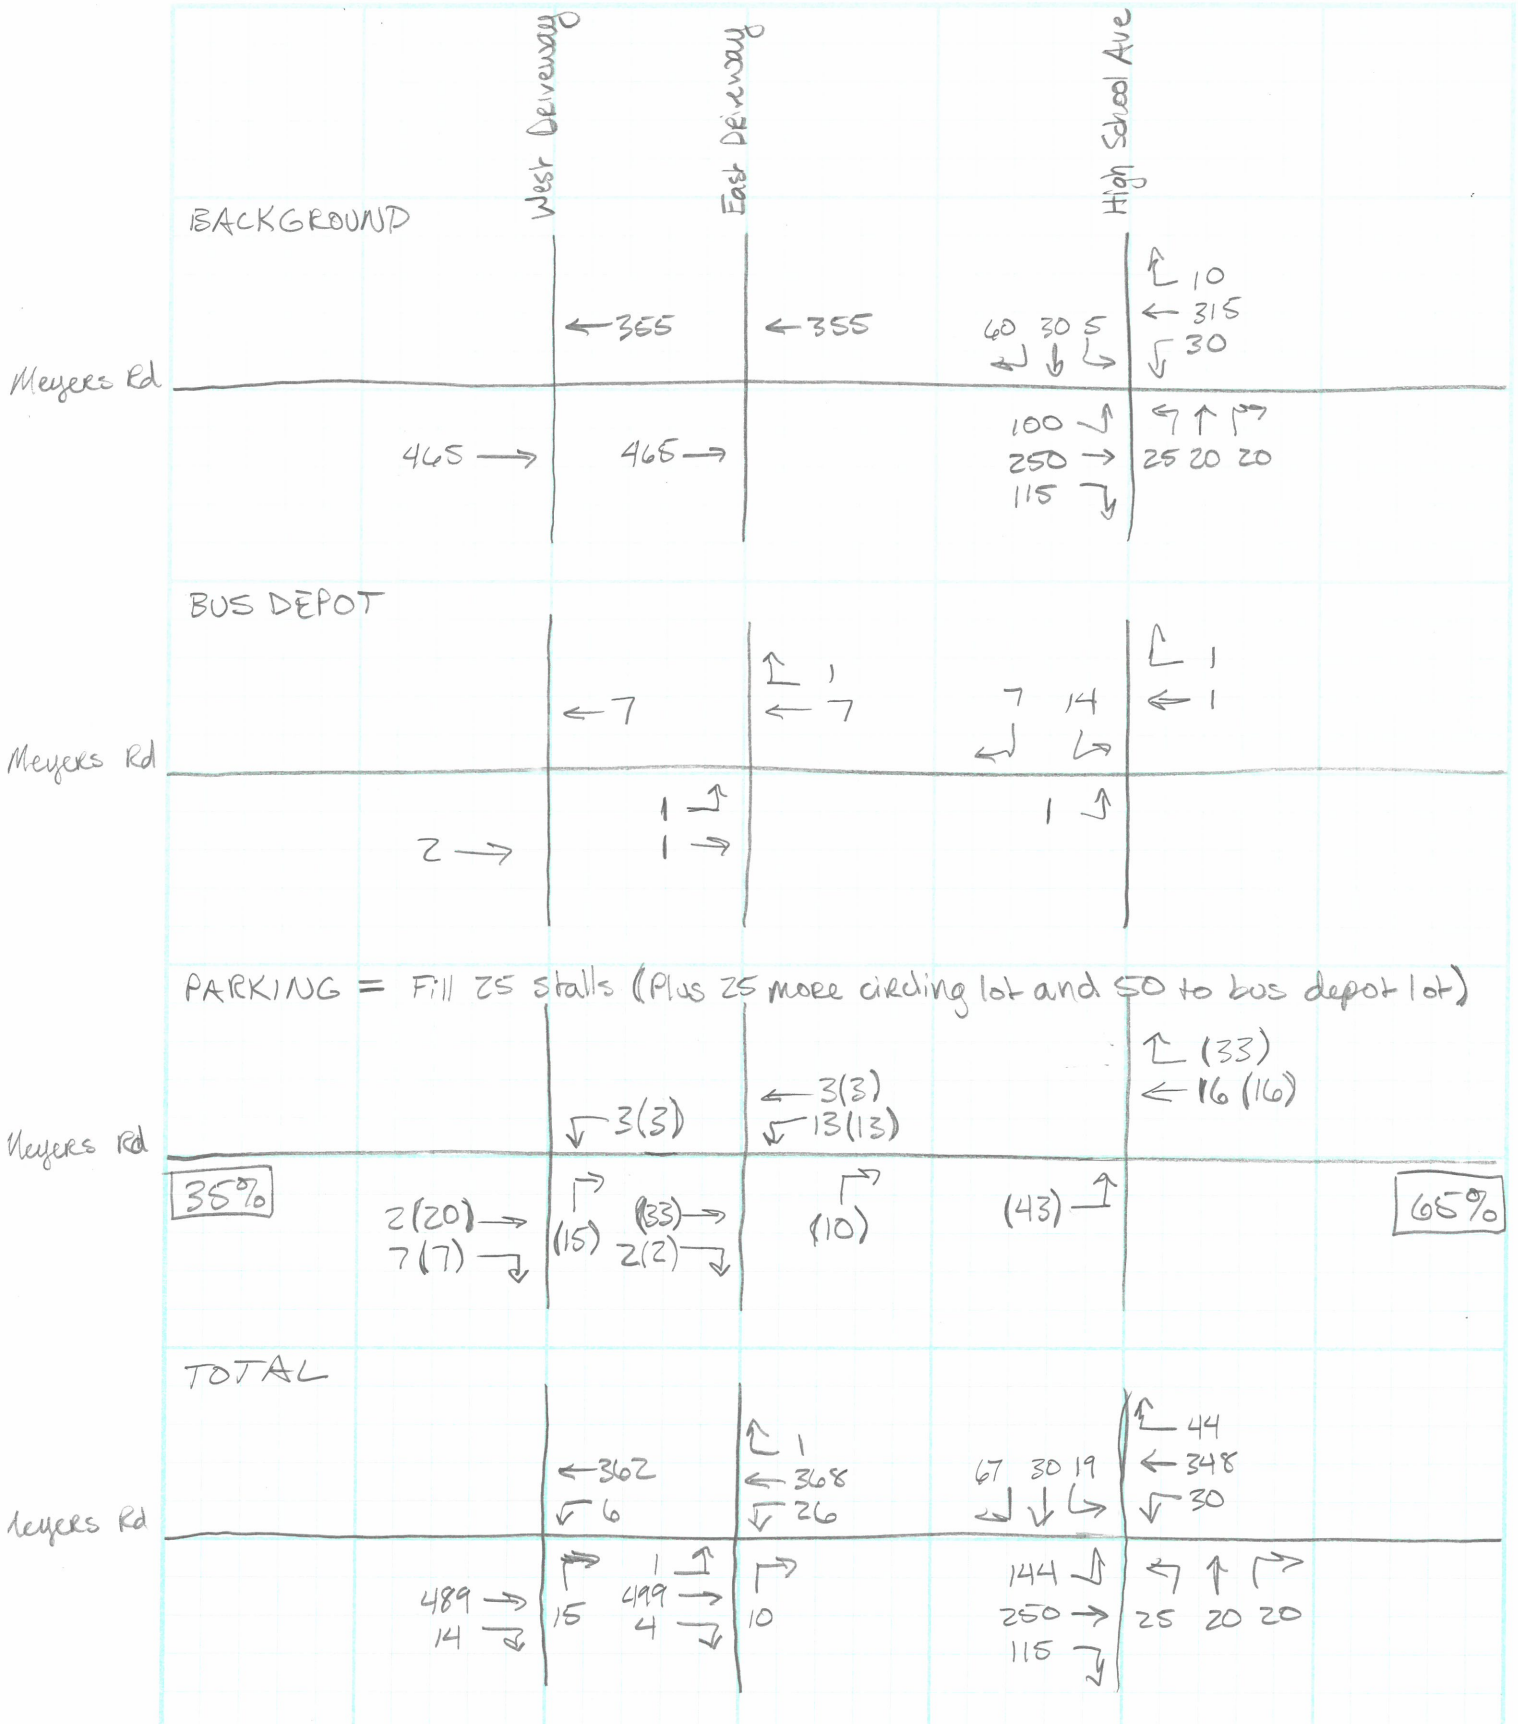 West Driveway
East Driveway
High School Ave
BACKGROUND
10
←355 ←355 60 30 5 ← 315
30
Meyers Rd
100
465 → 465 → 250 → 25 20 20
115
BUS DEPOT
1 1
← 7 ← 7 7 14 ← 1
Meyers Rd
1 1
2 → 1 →
PARKING = Fill 25 stalls (Plus 25 more circling lot and 50 to bus depot lot)
(33)
← 3(3) ← 16 (16)
3(3) 13(13)
Meyers Rd
35% 65%
2(20) → (33) → (10) (43)
7(7) (15) 2(2)
TOTAL
1 44
←362 ← 368 67 30 19 ← 348
6 26 30
Meyers Rd
1 144
489 → 15 499 → 10 250 → 25 20 20
14 4 115